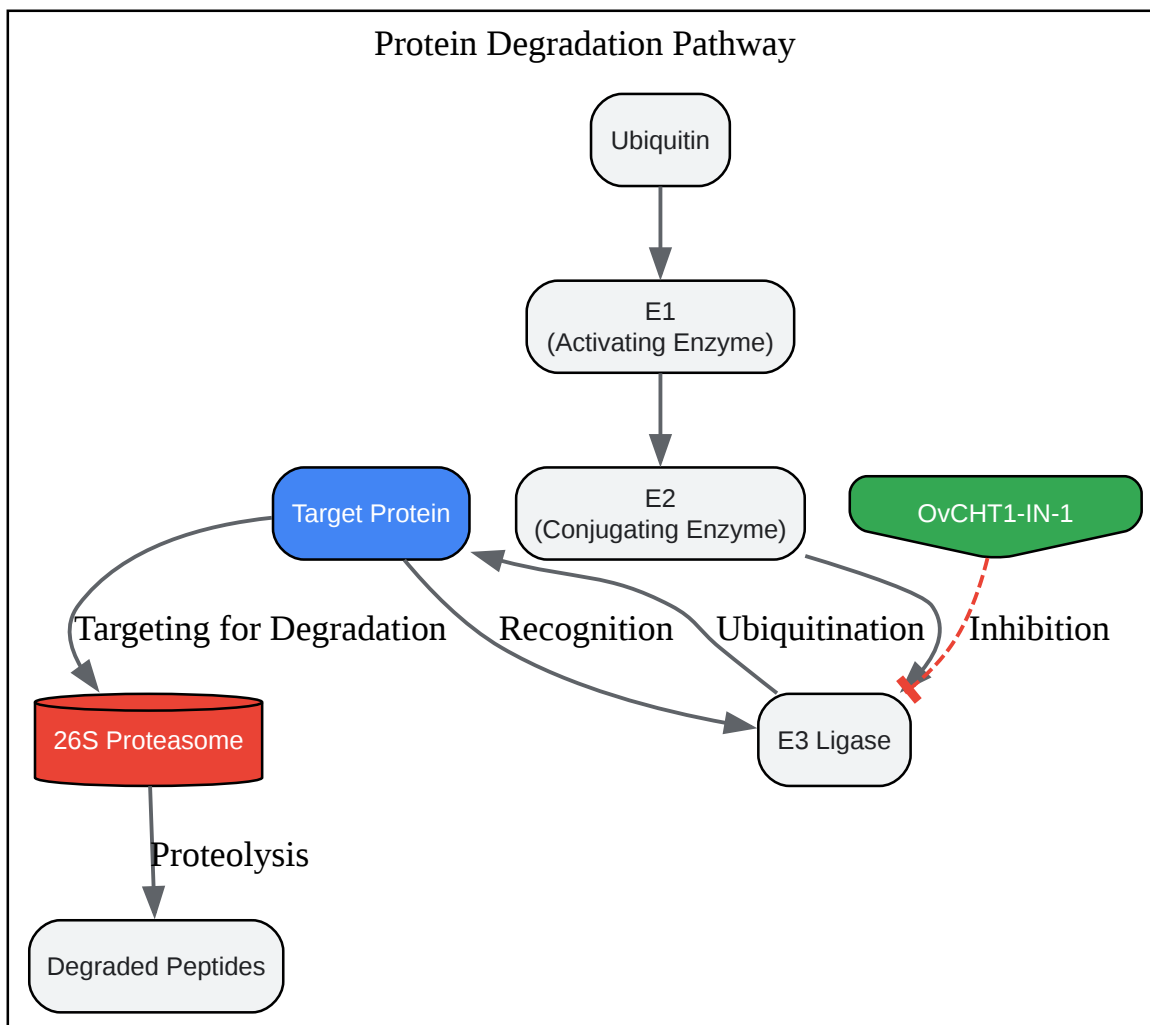 Protein Degradation Pathway
Ubiquitin
E1
(Activating Enzyme)
E2
(Conjugating Enzyme)
Target Protein
OvCHT1-IN-1
Targeting for Degradation
Recognition
Ubiquitination
Inhibition
26S Proteasome
E3 Ligase
Proteolysis
Degraded Peptides